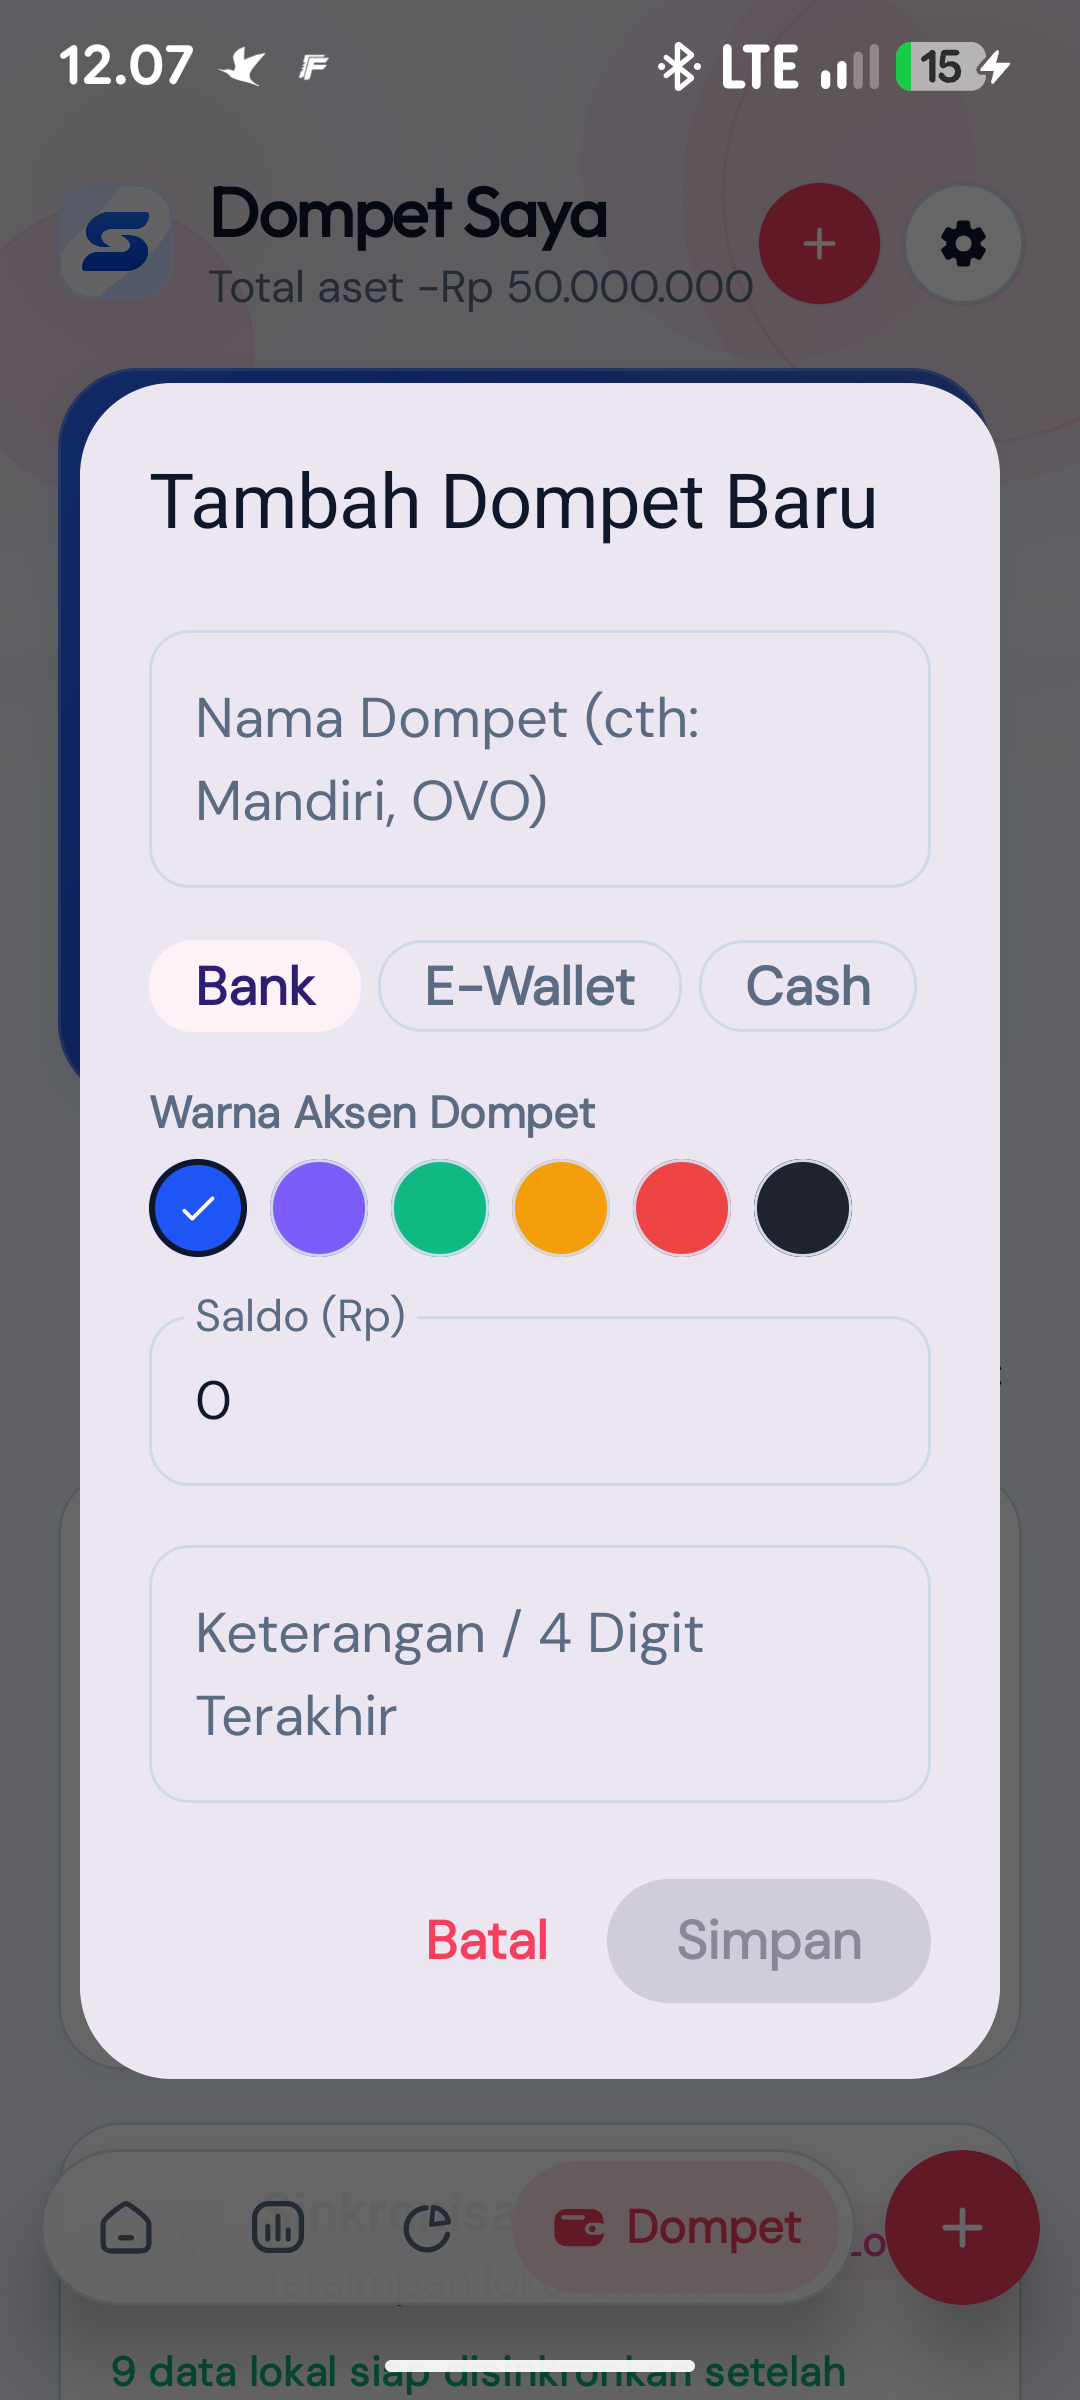 12.07
LTE
15
Dompet Saya
Total aset -Rp 50.000.000
Tambah Dompet Baru
Nama Dompet (cth:
Mandiri, OVO)
Bank
E-Wallet
Cash
Warna Aksen Dompet
Saldo (Rp)
0
Keterangan / 4 Digit
Terakhir
Batal
Simpan
Dompet
Tersimpan
9 data lokal siap disinkronkan setelah